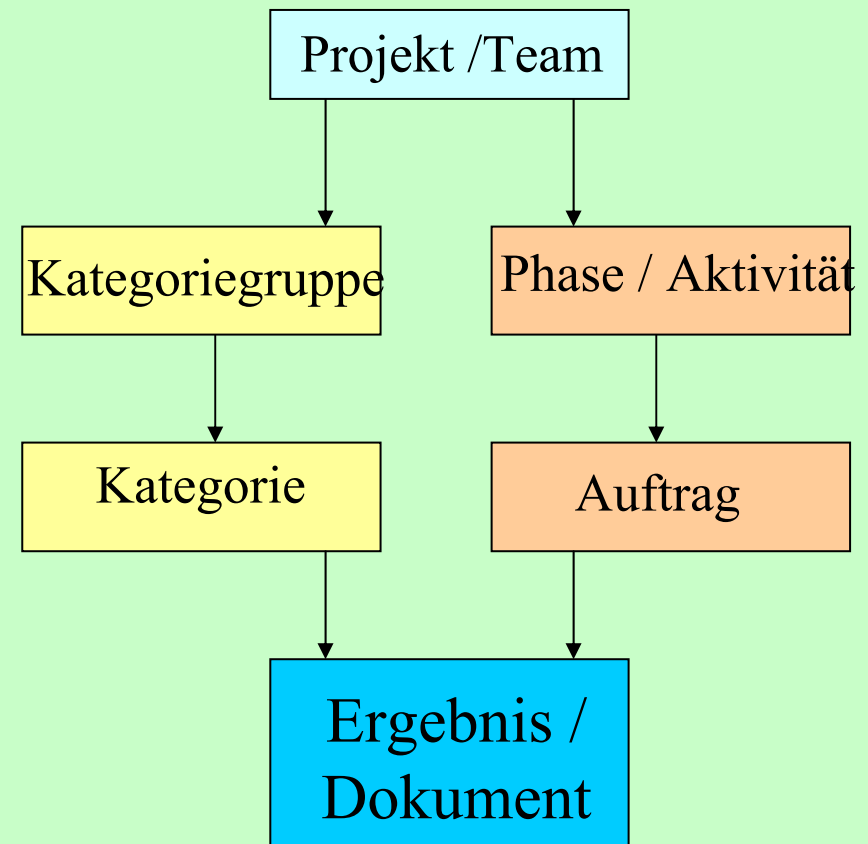 Projekt /Team
Kategoriegruppe
Phase / Aktivität
Kategorie
Auftrag
Ergebnis /
Dokument